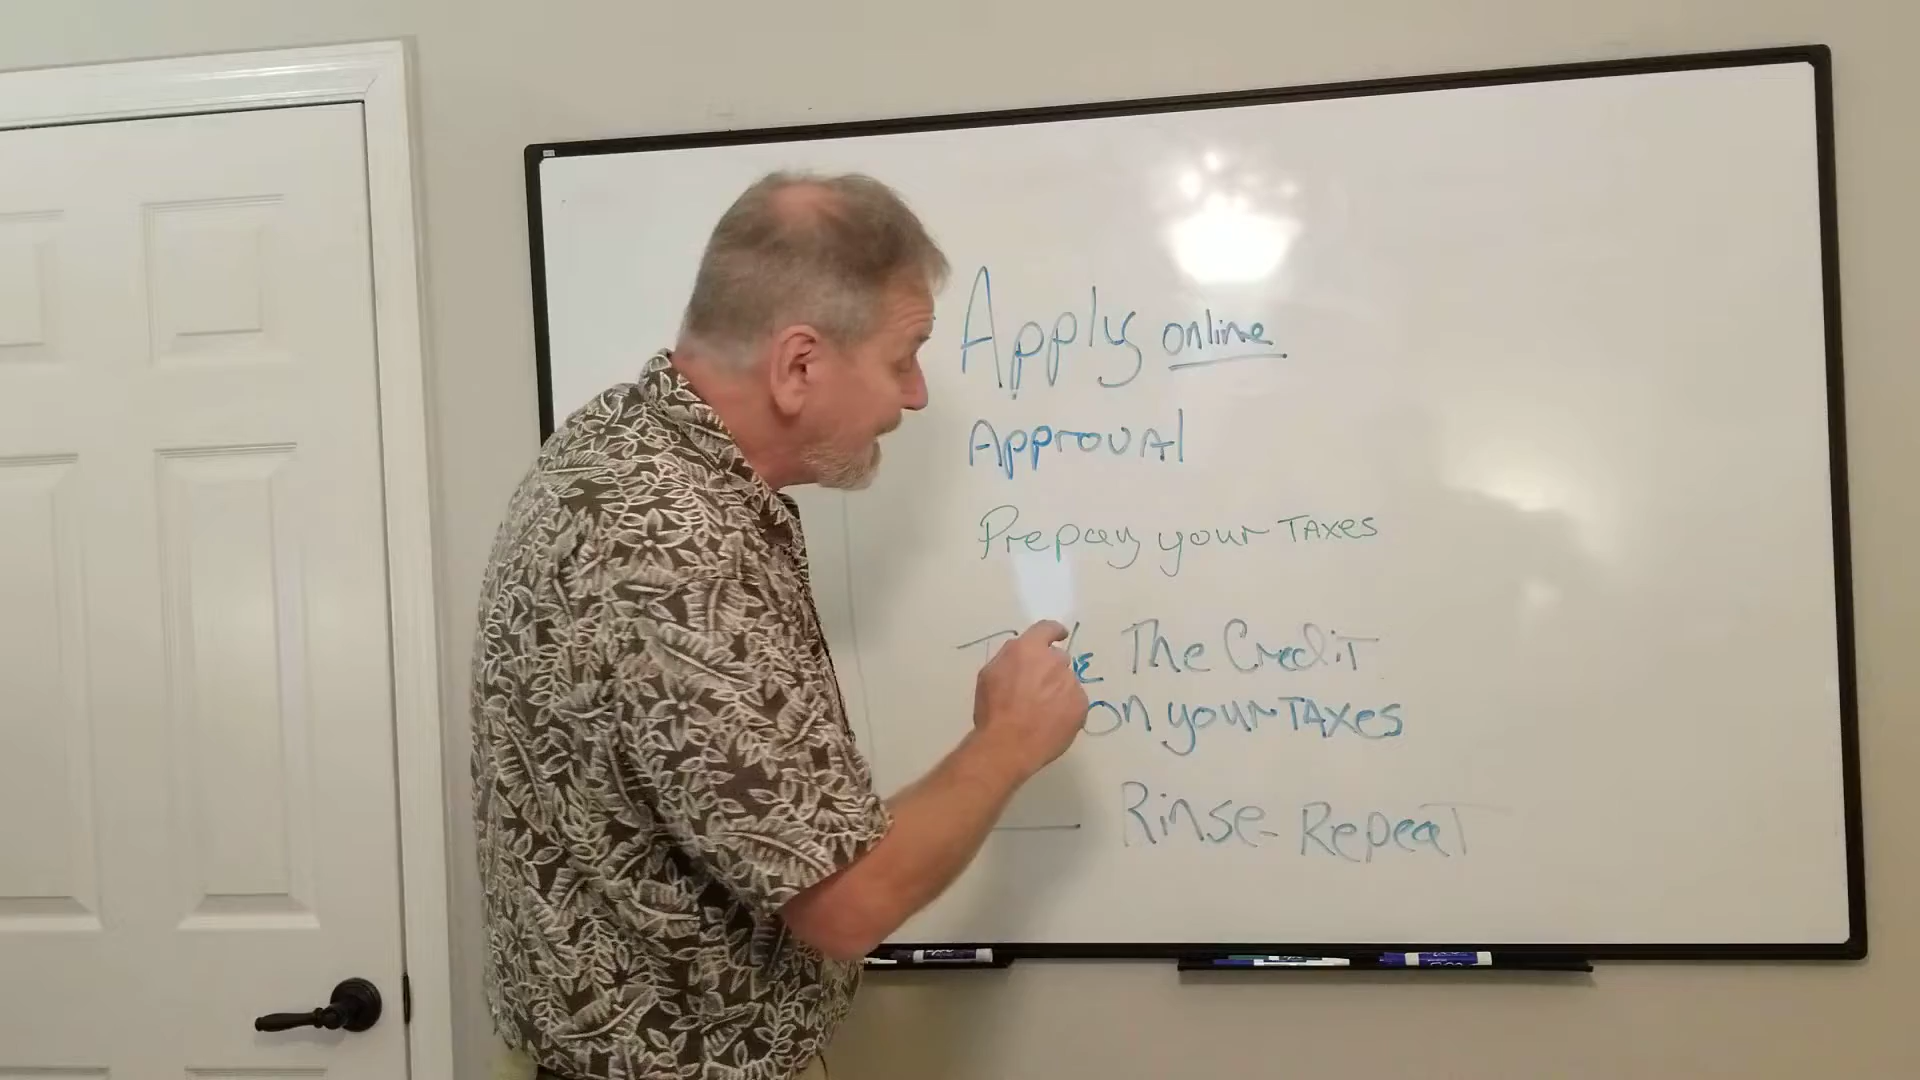 Apply online
Approval
Prepay your Taxes
The Credit
on your Taxes
Rinse-Repeat